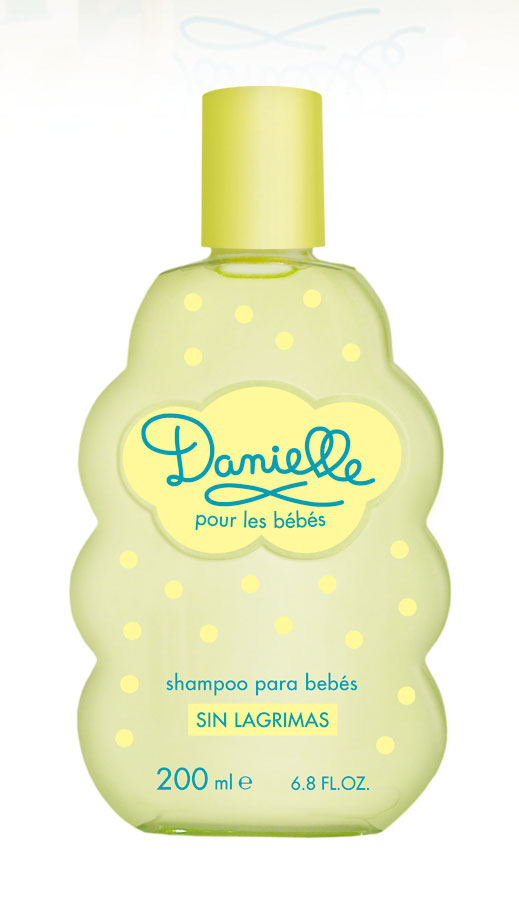 Danielle
pour les bébés
shampoo para bebés
SIN LAGRIMAS
200 ml ℮ 6.8 FL.OZ.